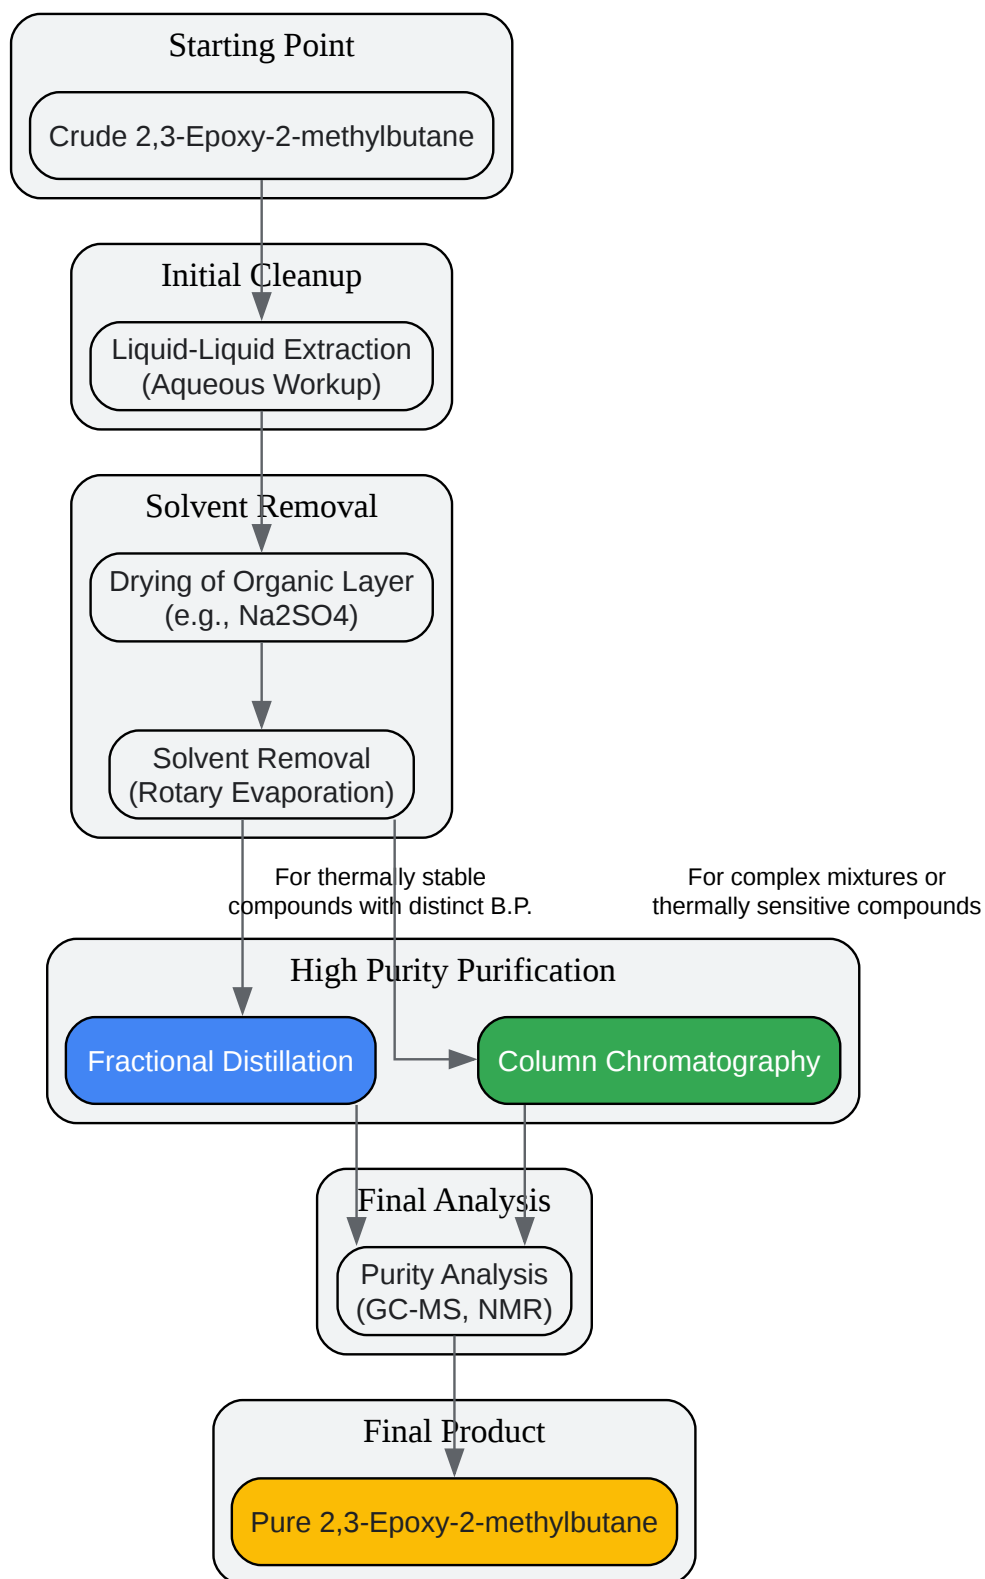 Starting Point
Crude 2,3-Epoxy-2-methylbutane
Initial Cleanup
Liquid-Liquid Extraction
(Aqueous Workup)
Solvent Removal
Drying of Organic Layer
(e.g., Na2SO4)
Solvent Removal
(Rotary Evaporation)
For thermally stable
compounds with distinct B.P.
For complex mixtures or
thermally sensitive compounds
High Purity Purification
Fractional Distillation
Column Chromatography
Final Analysis
Purity Analysis
(GC-MS, NMR)
Final Product
Pure 2,3-Epoxy-2-methylbutane